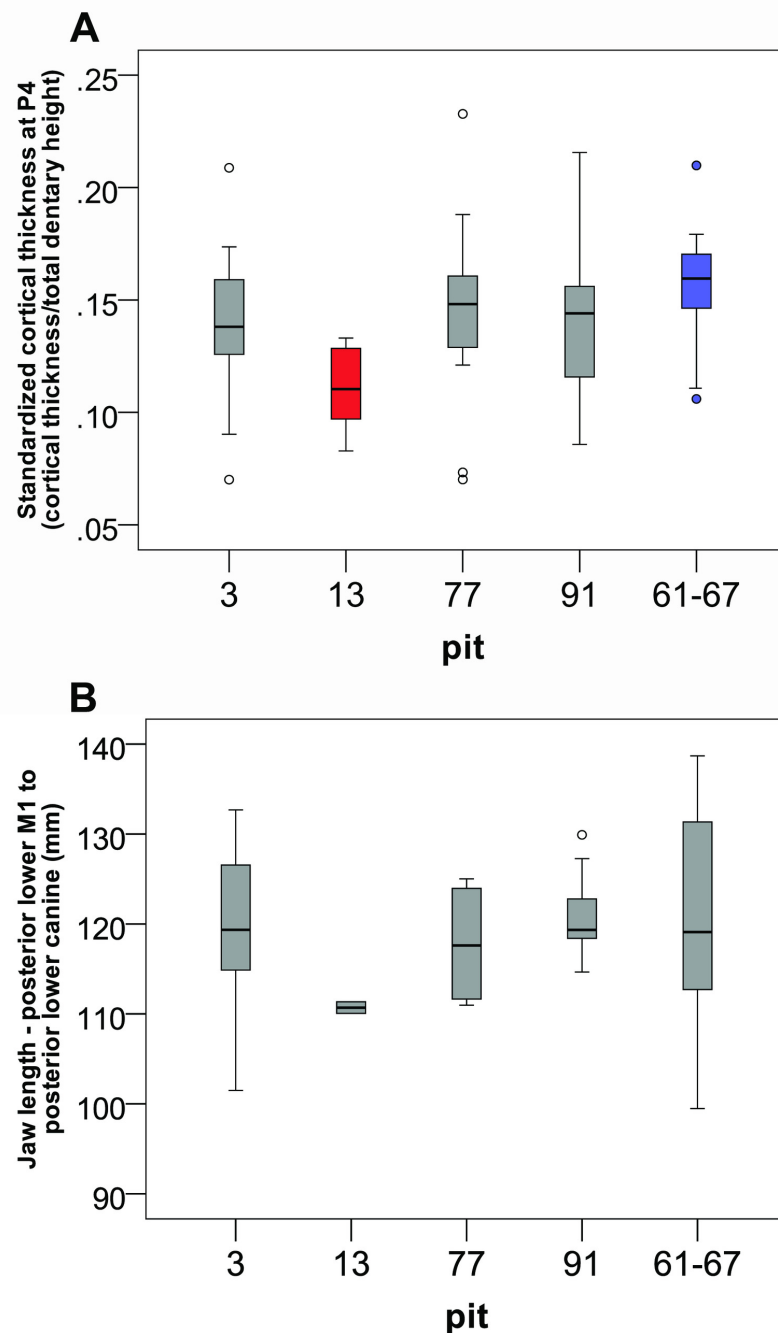 A
Standardized cortical thickness at P4
(cortical thickness/total dentary height)
.25
.20
.15
.10
.05
3 13 77 91 61-67
pit
B
Jaw length - posterior lower M1 to
posterior lower canine (mm)
140
130
120
110
100
90
3 13 77 91 61-67
pit